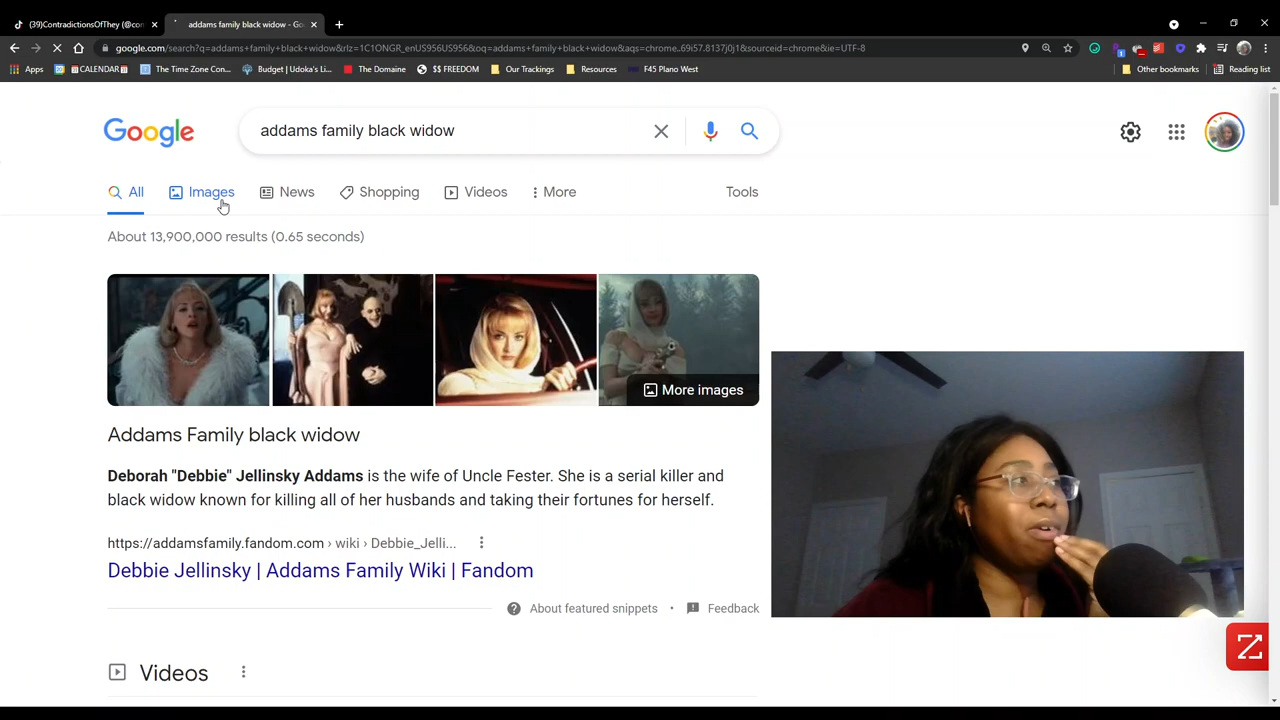 (39)ContradictionsOfThey (@con
addams family black widow - Go
google.com/search?q=addams+family+black+widow&rlz=1C1ONGR_enUS956US956&oq=addams+family+black+widow&aqs=chrome..69i57.8137j0j1&sourceid=chrome&ie=UTF-8
Apps
CALENDAR
The Time Zone Con...
Budget | Udoka's Li...
The Domaine
$$ FREEDOM
Our Trackings
Resources
F45 Plano West
Other bookmarks
Reading list
Google
addams family black widow
All
Images
News
Shopping
Videos
More
Tools
About 13,900,000 results (0.65 seconds)
More images
Addams Family black widow
Deborah "Debbie" Jellinsky Addams is the wife of Uncle Fester. She is a serial killer and
black widow known for killing all of her husbands and taking their fortunes for herself.
https://addamsfamily.fandom.com › wiki › Debbie_Jelli...
Debbie Jellinsky | Addams Family Wiki | Fandom
About featured snippets
•
Feedback
Videos